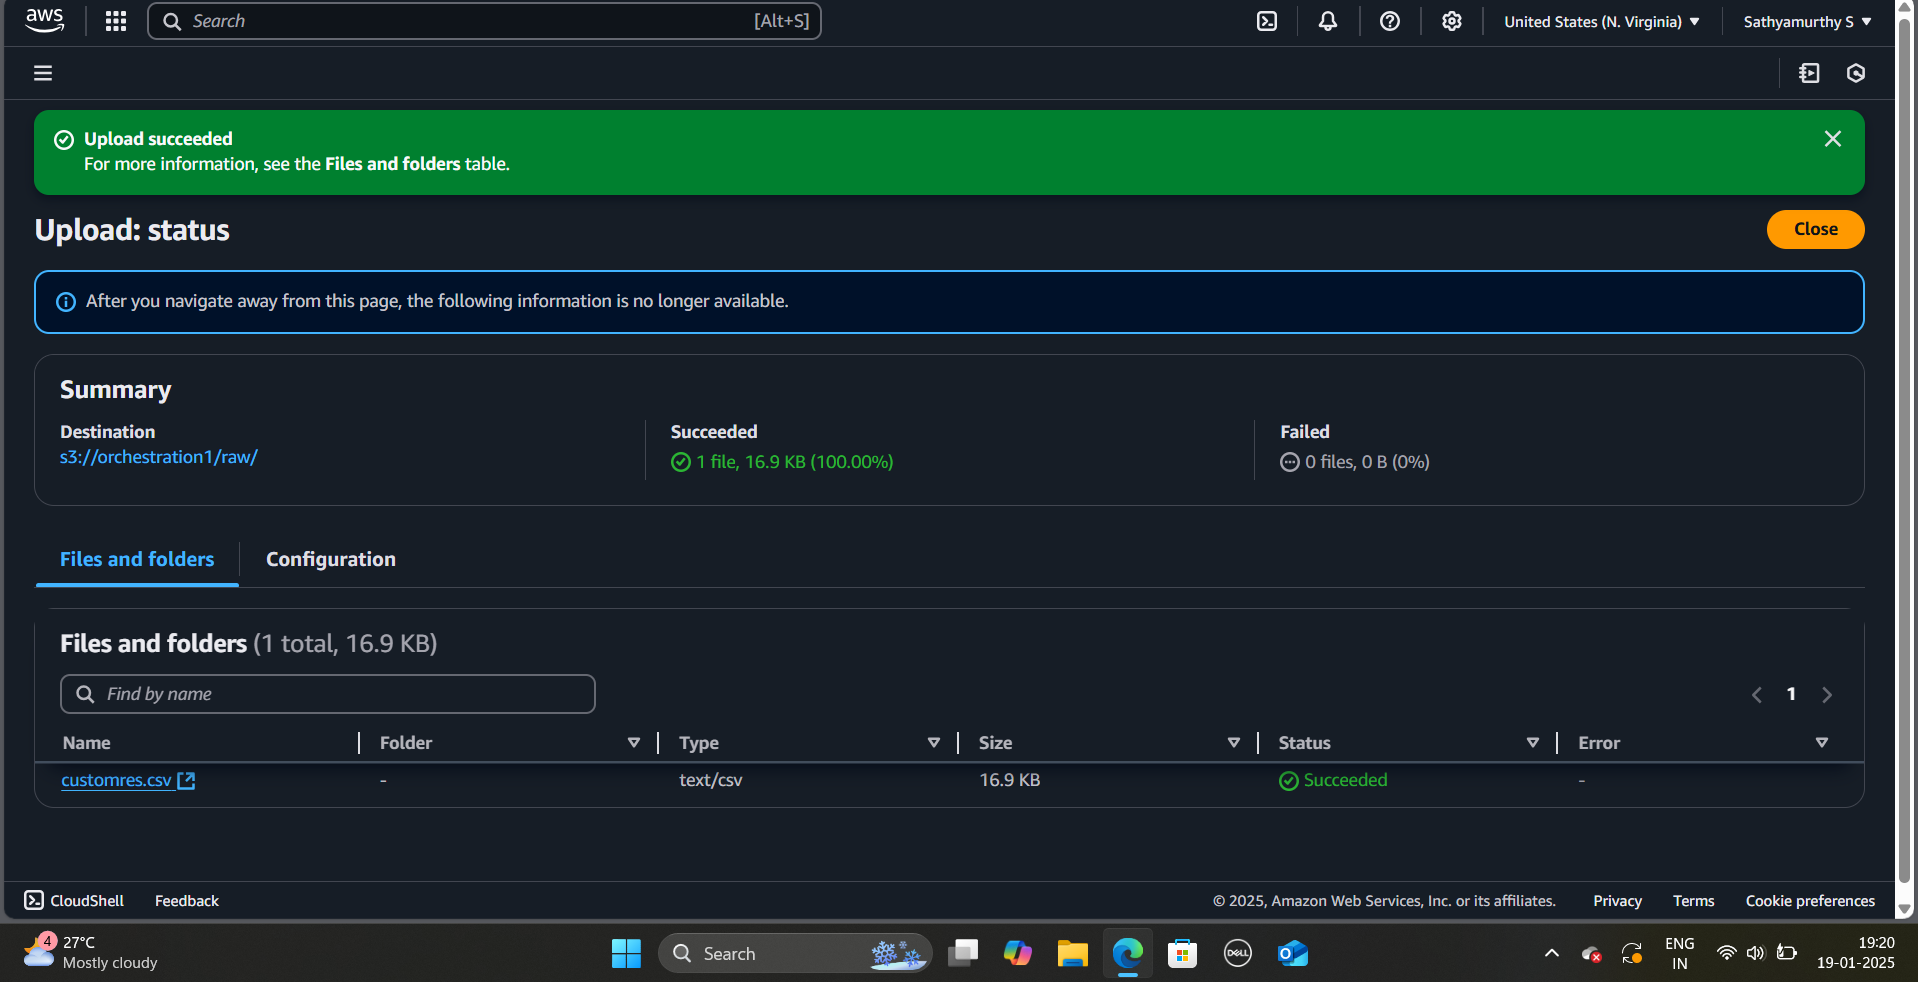 aws
Search [Alt+S]
United States (N. Virginia)
Sathyamurthy S
Upload succeeded
For more information, see the Files and folders table.
Upload: status
Close
After you navigate away from this page, the following information is no longer available.
Summary
Destination
s3://orchestration1/raw/
Succeeded
1 file, 16.9 KB (100.00%)
Failed
0 files, 0 B (0%)
Files and folders
Configuration
Files and folders (1 total, 16.9 KB)
Find by name
1
Name Folder Type Size Status Error
customres.csv - text/csv 16.9 KB Succeeded -
CloudShell Feedback
© 2025, Amazon Web Services, Inc. or its affiliates. Privacy Terms Cookie preferences
4
27°C
Mostly cloudy
Search
DELL
ENG
IN
19:20
19-01-2025